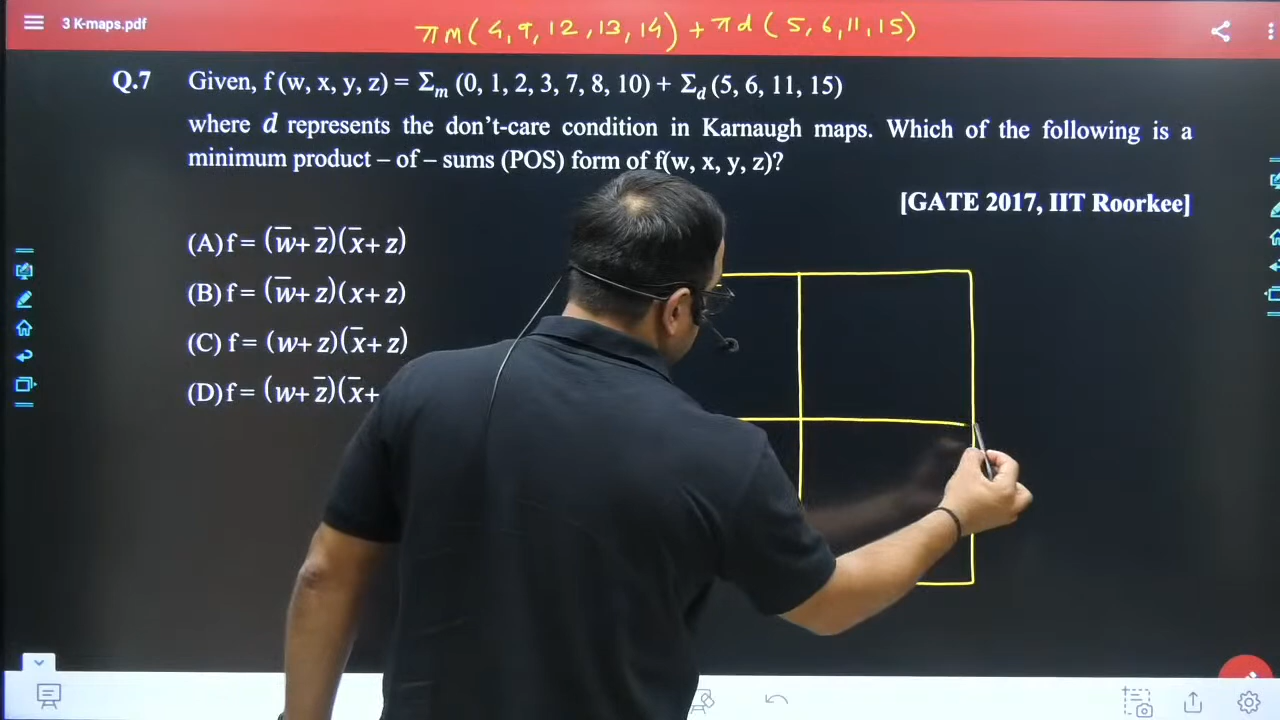 3 K-maps.pdf
πM(4,9,12,13,14) + πd(5,6,11,15)
Q.7 Given, f (w, x, y, z) = Σm (0, 1, 2, 3, 7, 8, 10) + Σd (5, 6, 11, 15)
where d represents the don't-care condition in Karnaugh maps. Which of the following is a
minimum product – of – sums (POS) form of f(w, x, y, z)?
[GATE 2017, IIT Roorkee]
(A) f = (w̅+ z̅)(x̅+ z)
(B) f = (w̅+ z)(x+ z)
(C) f = (w+ z)(x̅+ z)
(D) f = (w+ z̅)(x̅+